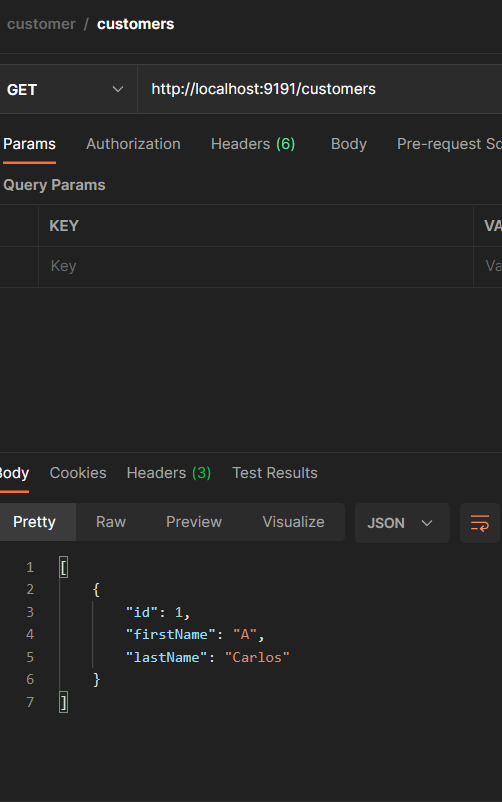 customer / customers
GET http://localhost:9191/customers
Params Authorization Headers (6) Body Pre-request Sc
Query Params
KEY VA
Key Va
Body Cookies Headers (3) Test Results
Pretty Raw Preview Visualize JSON
1 [
2 {
3 "id": 1,
4 "firstName": "A",
5 "lastName": "Carlos"
6 }
7 ]